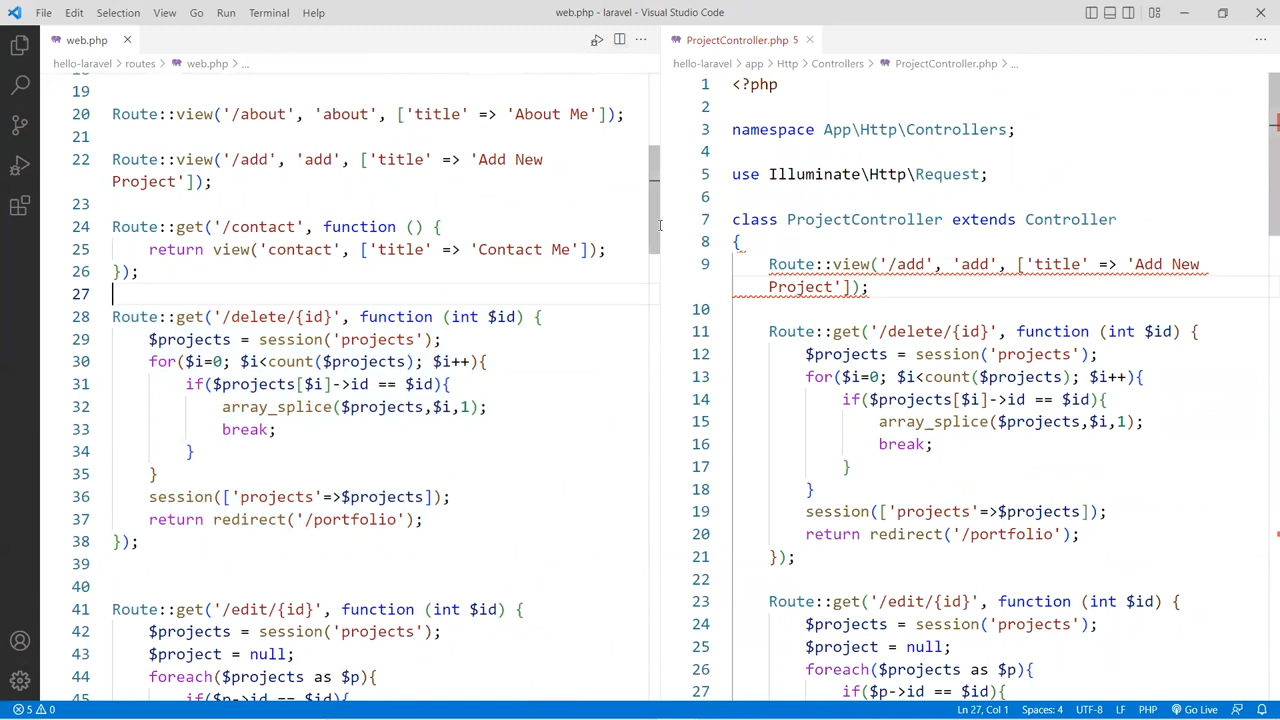 File Edit Selection View Go Run Terminal Help
web.php - laravel - Visual Studio Code
web.php
hello-laravel › routes › web.php › ...
19
20 Route::view('/about', 'about', ['title' => 'About Me']);
21
22 Route::view('/add', 'add', ['title' => 'Add New
Project']);
23
24 Route::get('/contact', function () {
25 return view('contact', ['title' => 'Contact Me']);
26 });
27
28 Route::get('/delete/{id}', function (int $id) {
29 $projects = session('projects');
30 for($i=0; $i<count($projects); $i++){
31 if($projects[$i]->id == $id){
32 array_splice($projects,$i,1);
33 break;
34 }
35 }
36 session(['projects'=>$projects]);
37 return redirect('/portfolio');
38 });
39
40
41 Route::get('/edit/{id}', function (int $id) {
42 $projects = session('projects');
43 $project = null;
44 foreach($projects as $p){
45 if($p->id == $id){
ProjectController.php 5
hello-laravel › app › Http › Controllers › ProjectController.php › ...
1 <?php
2
3 namespace App\Http\Controllers;
4
5 use Illuminate\Http\Request;
6
7 class ProjectController extends Controller
8 {
9 Route::view('/add', 'add', ['title' => 'Add New
Project']);
10
11 Route::get('/delete/{id}', function (int $id) {
12 $projects = session('projects');
13 for($i=0; $i<count($projects); $i++){
14 if($projects[$i]->id == $id){
15 array_splice($projects,$i,1);
16 break;
17 }
18 }
19 session(['projects'=>$projects]);
20 return redirect('/portfolio');
21 });
22
23 Route::get('/edit/{id}', function (int $id) {
24 $projects = session('projects');
25 $project = null;
26 foreach($projects as $p){
27 if($p->id == $id){
5 0
Ln 27, Col 1 Spaces: 4 UTF-8 LF PHP Go Live